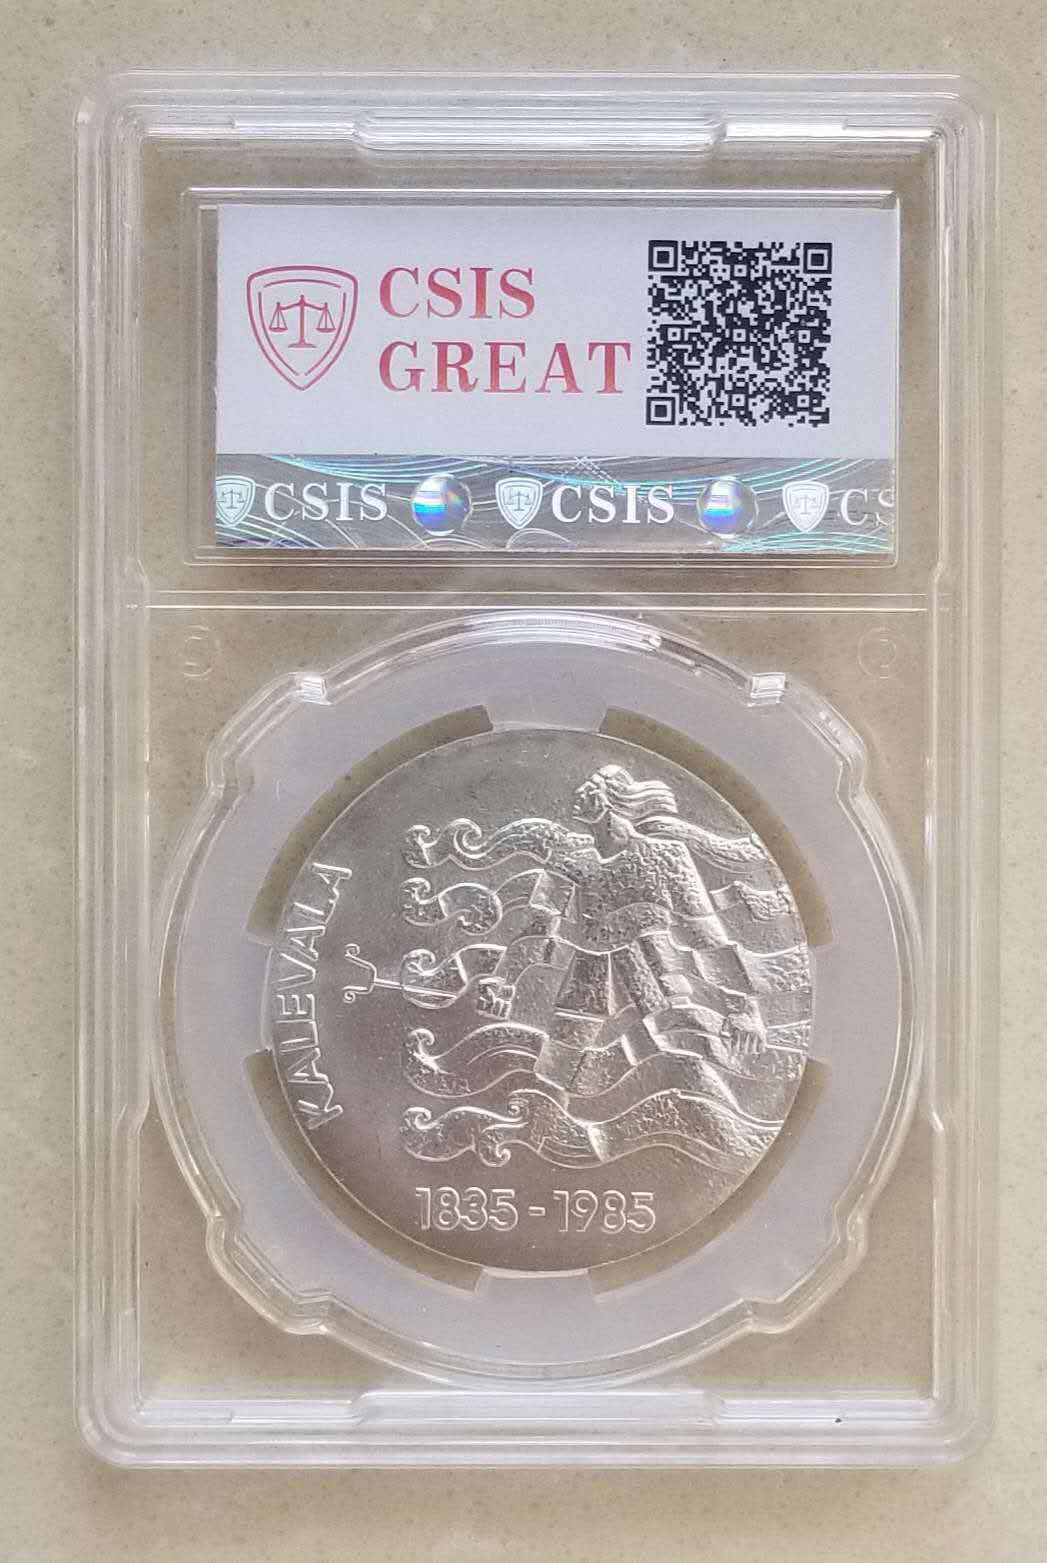 CSIS
GREAT
CSIS CSIS CS
KALEVALA
1835-1985